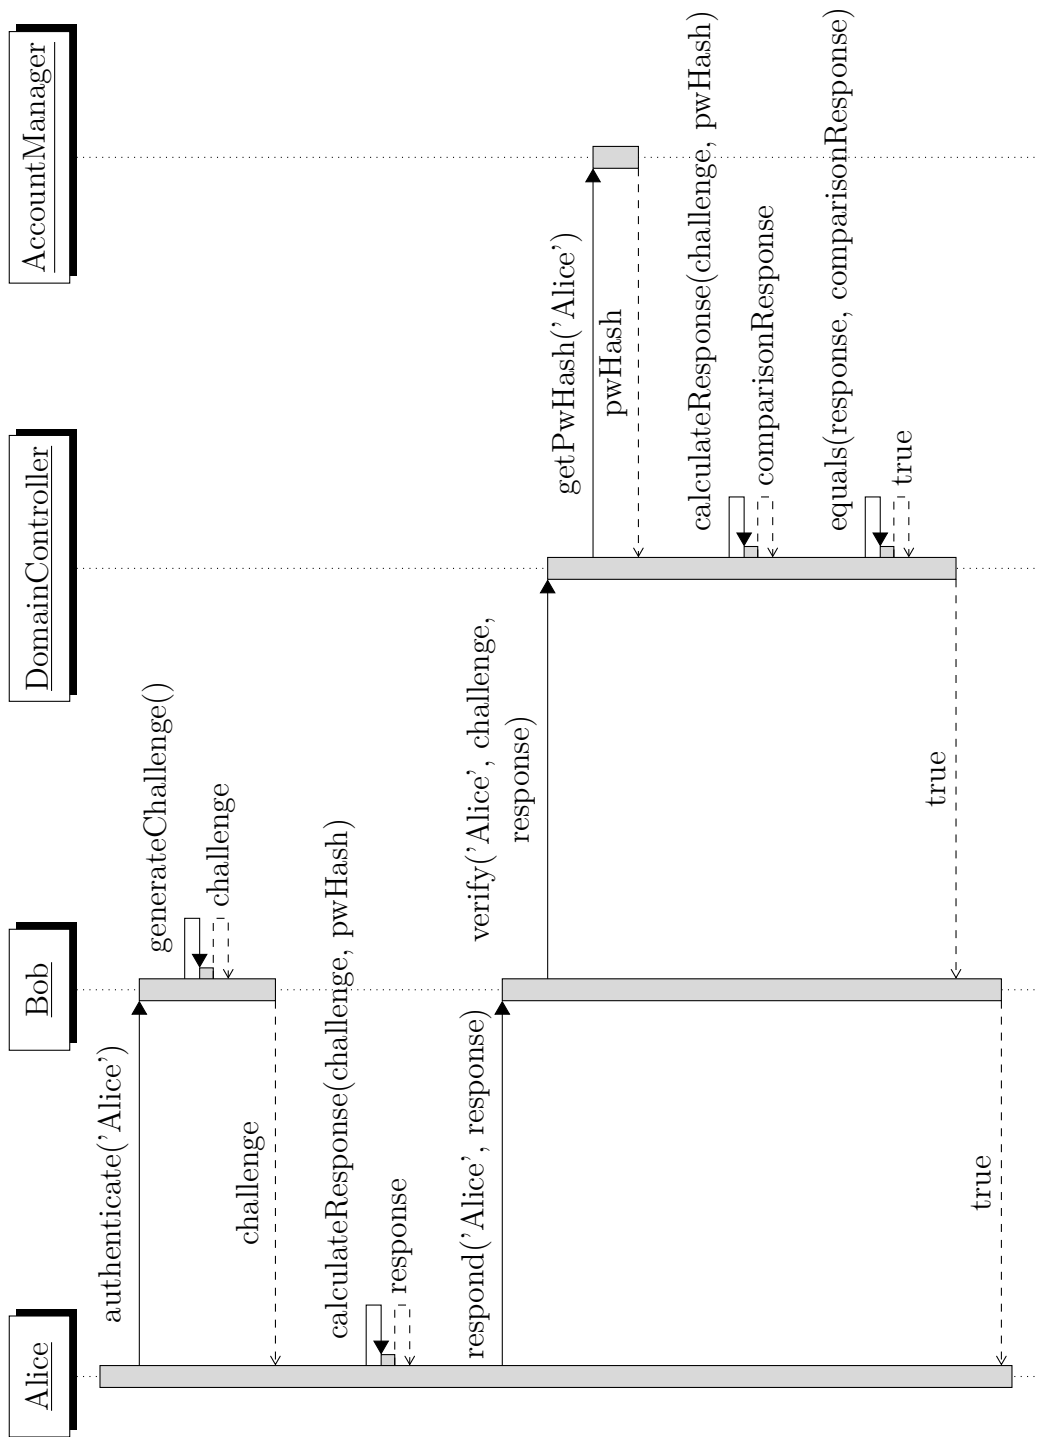 Alice
Bob
DomainController
AccountManager
authenticate('Alice')
generateChallenge()
challenge
challenge
calculateResponse(challenge, pwHash)
response
respond('Alice', response)
verify('Alice', challenge,
response)
getPwHash('Alice')
pwHash
calculateResponse(challenge, pwHash)
comparisonResponse
equals(response, comparisonResponse)
true
true
true